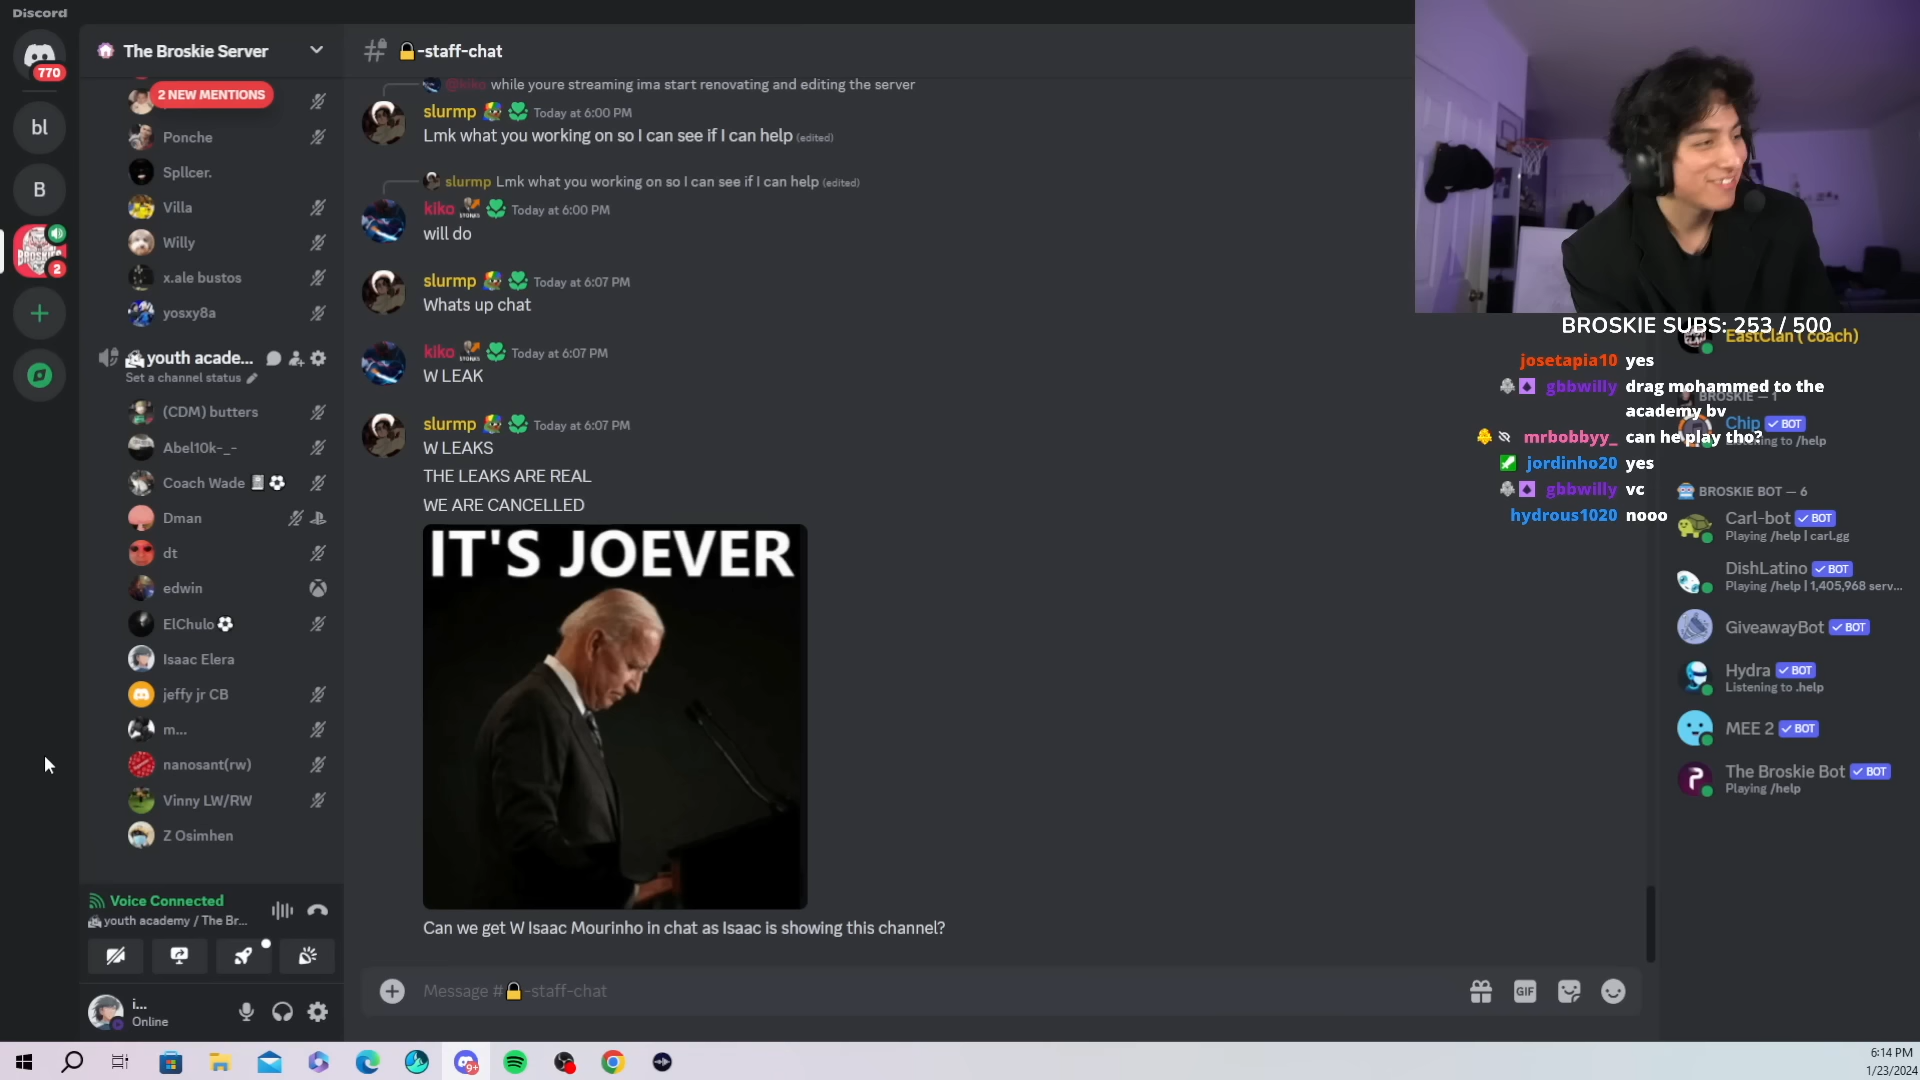 Discord
770
bl
B
BROSKIES
2
The Broskie Server
2 NEW MENTIONS
Ponche
Spllcer.
Villa
Willy
x.ale bustos
yosxy8a
youth acade...
Set a channel status
(CDM) butters
Abel10k-_-
Coach Wade
Dman
dt
edwin
ElChulo
Isaac Elera
jeffy jr CB
m...
nanosant(rw)
Vinny LW/RW
Z Osimhen
Voice Connected
youth academy / The Br...
i...
Online
-staff-chat
@kiko while youre streaming ima start renovating and editing the server
slurmp Today at 6:00 PM
Lmk what you working on so I can see if I can help (edited)
slurmp Lmk what you working on so I can see if I can help (edited)
kiko STONKS Today at 6:00 PM
will do
slurmp Today at 6:07 PM
Whats up chat
kiko STONKS Today at 6:07 PM
W LEAK
slurmp Today at 6:07 PM
W LEAKS
THE LEAKS ARE REAL
WE ARE CANCELLED
IT'S JOEVER
Can we get W Isaac Mourinho in chat as Isaac is showing this channel?
Message # -staff-chat
GIF
BROSKIE SUBS: 253 / 500
EastClan ( coach)
josetapia10 yes
gbbwilly drag mohammed to the
academy bv
BROSKIE — 1
Chip BOT
Listening to /help
mrbobbyy_ can he play tho?
jordinho20 yes
gbbwilly vc
hydrous1020 nooo
BROSKIE BOT — 6
Carl-bot BOT
Playing /help | carl.gg
DishLatino BOT
Playing /help | 1,405,968 serv...
GiveawayBot BOT
Hydra BOT
Listening to .help
MEE 2 BOT
The Broskie Bot BOT
Playing /help
9+
6:14 PM
1/23/2024